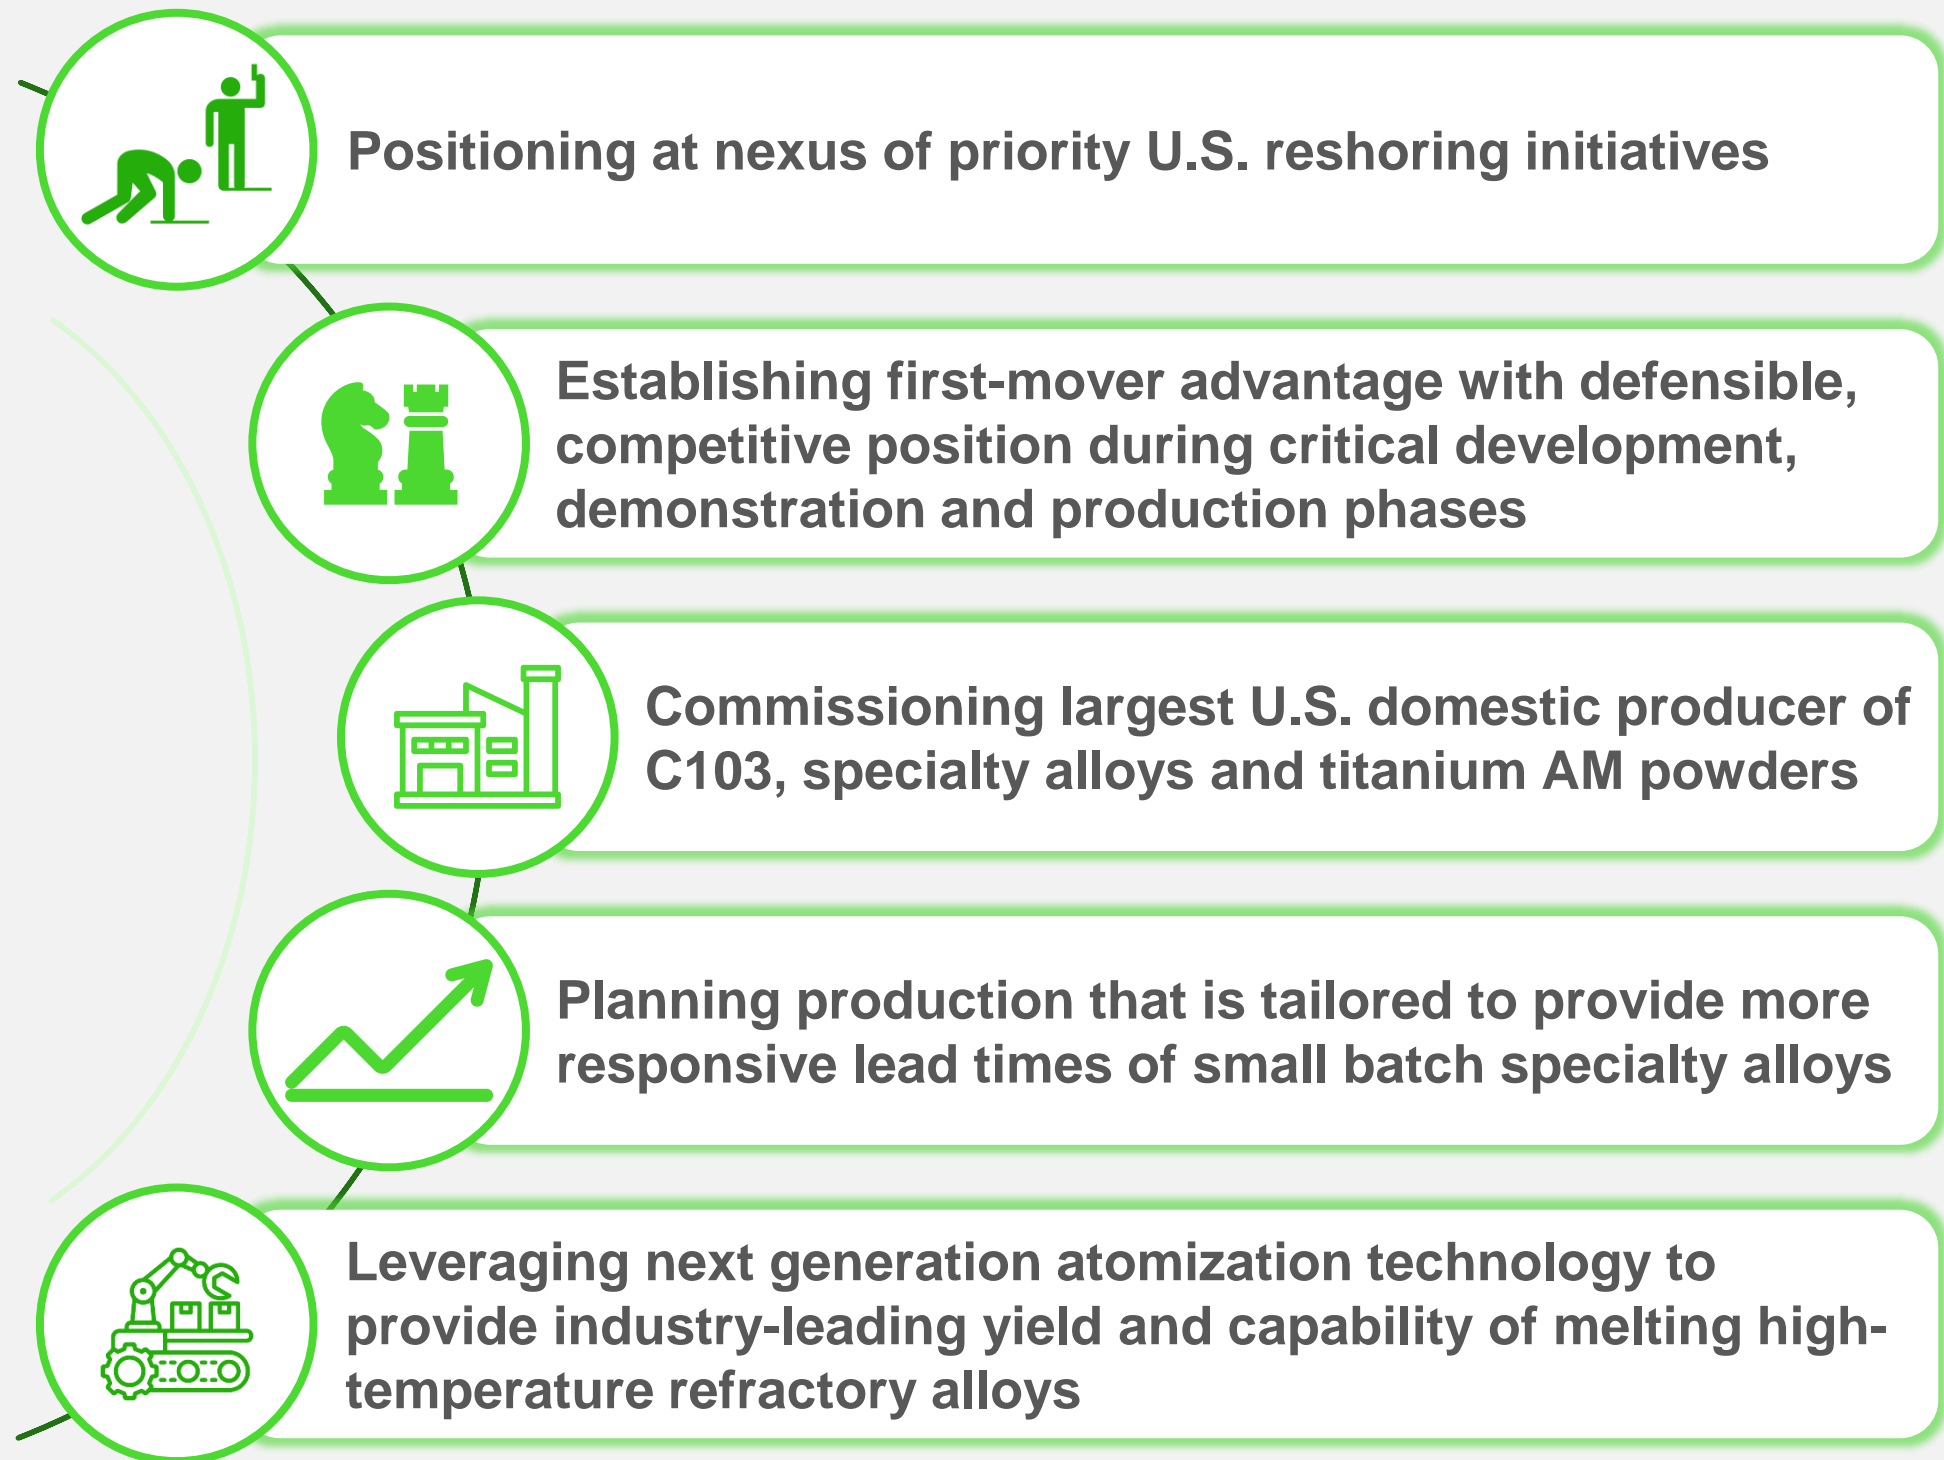 Positioning at nexus of priority U.S. reshoring initiatives
Establishing first-mover advantage with defensible,
competitive position during critical development,
demonstration and production phases
Commissioning largest U.S. domestic producer of
C103, specialty alloys and titanium AM powders
Planning production that is tailored to provide more
responsive lead times of small batch specialty alloys
Leveraging next generation atomization technology to
provide industry-leading yield and capability of melting high-
temperature refractory alloys